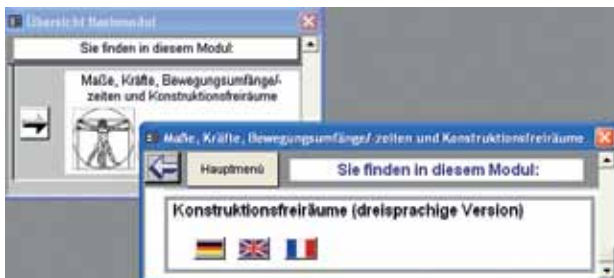 Übersicht Basismodul
Sie finden in diesem Modul:
Maße, Kräfte, Bewegungsumfänge/-
zeiten und Konstruktionsfreiräume
Maße, Kräfte, Bewegungsumfänge/-zeiten und Konstruktionsfreiräume
Hauptmenü
Sie finden in diesem Modul:
Konstruktionsfreiräume (dreisprachige Version)